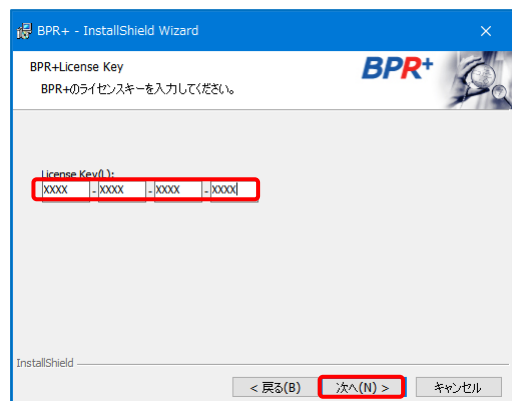 BPR+ - InstallShield Wizard
BPR+License Key
BPR+
BPR+のライセンスキーを入力してください。
License Key(L):
XXXX - XXXX - XXXX - XXXX
InstallShield
< 戻る(B) 次へ(N) > キャンセル